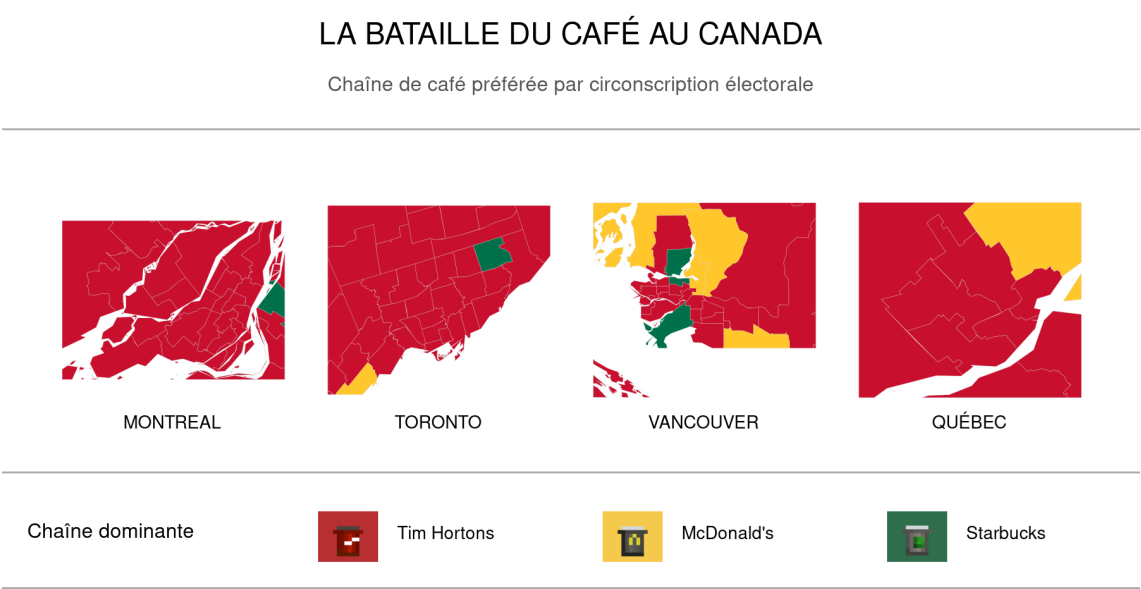 LA BATAILLE DU CAFÉ AU CANADA
Chaîne de café préférée par circonscription électorale
MONTREAL
TORONTO
VANCOUVER
QUÉBEC
Chaîne dominante
Tim Hortons
McDonald's
Starbucks